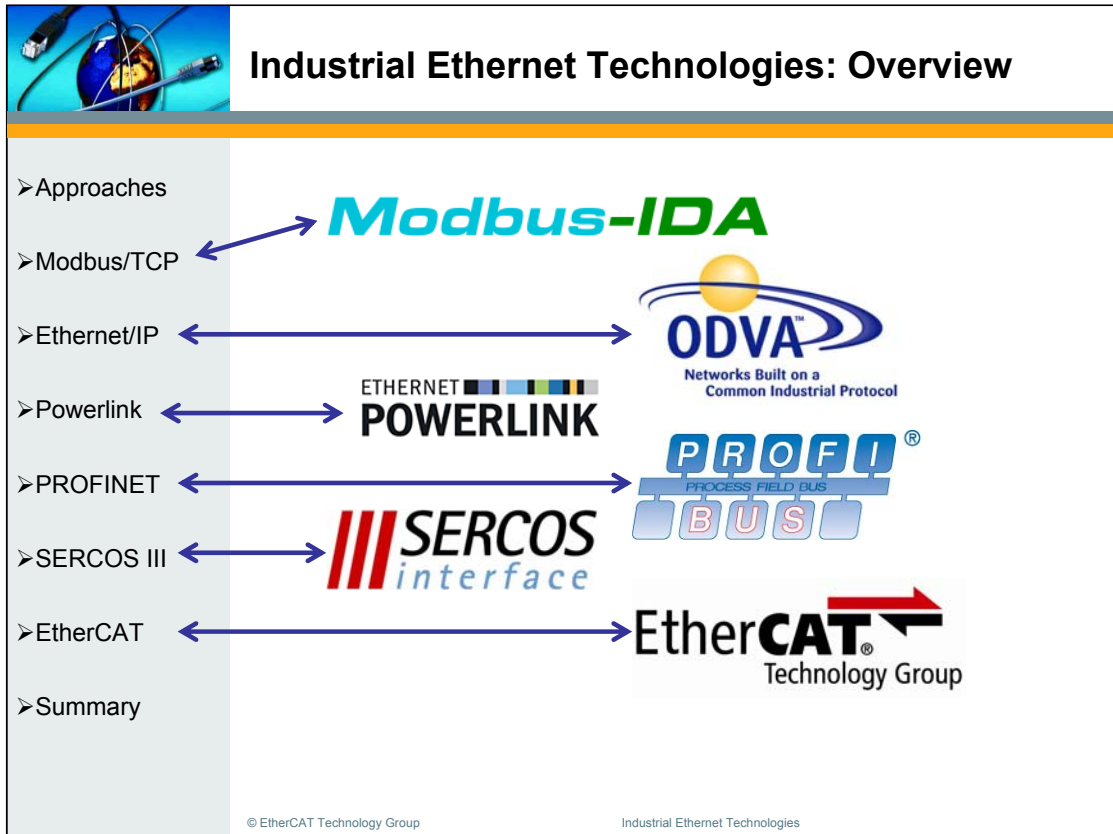 Industrial Ethernet Technologies: Overview
➢Approaches
➢Modbus/TCP
➢Ethernet/IP
➢Powerlink
➢PROFINET
➢SERCOS III
➢EtherCAT
➢Summary
Modbus-IDA
ODVA™
Networks Built on a
Common Industrial Protocol
ETHERNET
POWERLINK
PROFI®
PROCESS FIELD BUS
BUS
SERCOS
interface
EtherCAT®
Technology Group
© EtherCAT Technology Group
Industrial Ethernet Technologies